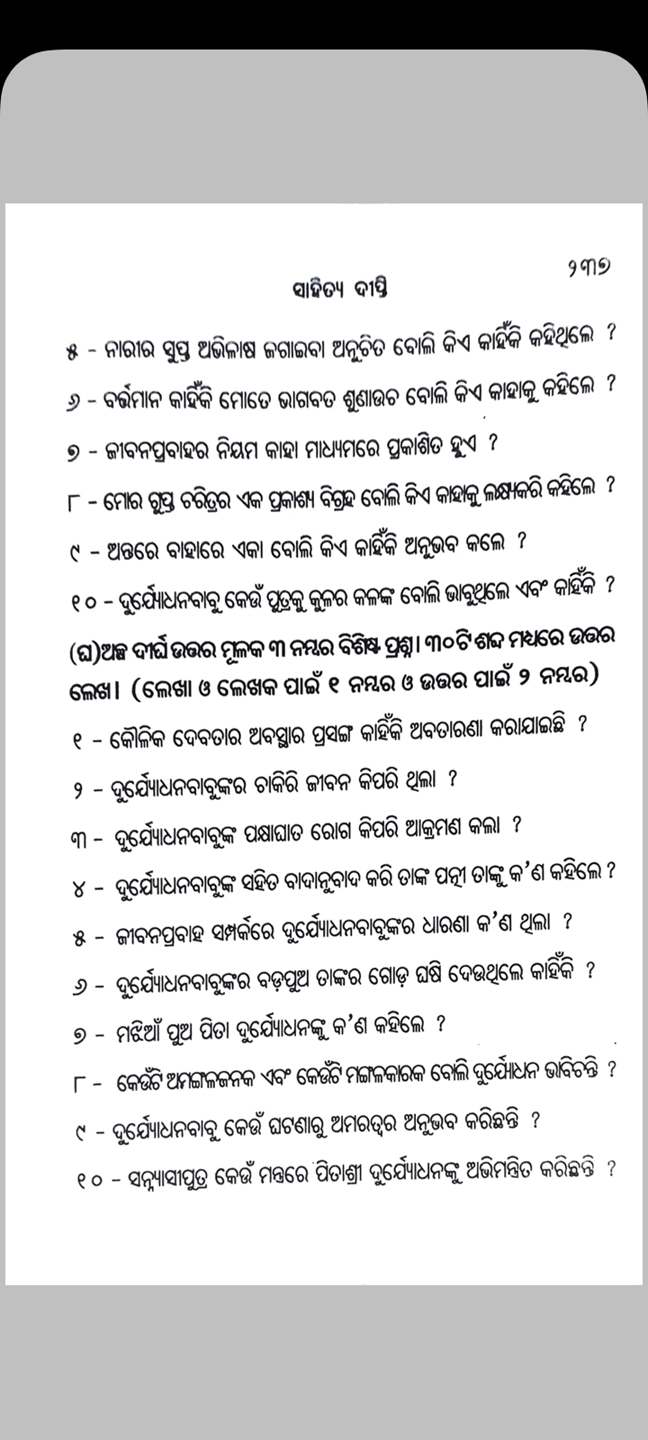 ୨୩୭
ସାହିତ୍ୟ ଦୀପ୍ତି
୫ - ନାରୀର ସୁପ୍ତ ଅଭିଳାଷ ଜଗାଇବା ଅନୁଚିତ ବୋଲି କିଏ କାହିଁକି କହିଥିଲେ ?
୬ - ବର୍ତ୍ତମାନ କାହିଁକି ମୋତେ ଭାଗବତ ଶୁଣାଉଚ ବୋଲି କିଏ କାହାକୁ କହିଲେ ?
୭ - ଜୀବନପ୍ରବାହର ନିୟମ କାହା ମାଧ୍ୟମରେ ପ୍ରକାଶିତ ହୁଏ ?
୮ - ମୋର ଗୁପ୍ତ ଚରିତ୍ରର ଏକ ପ୍ରକାଶ୍ୟ ବିଗ୍ରହ ବୋଲି କିଏ କାହାକୁ ଲକ୍ଷ୍ୟକରି କହିଲେ ?
୯ - ଅନ୍ତରେ ବାହାରେ ଏକା ବୋଲି କିଏ କାହିଁକି ଅନୁଭବ କଲେ ?
୧୦ - ଦୁର୍ଯ୍ୟୋଧନବାବୁ କେଉଁ ପୁତ୍ରକୁ କୁଳର କଳଙ୍କ ବୋଲି ଭାବୁଥିଲେ ଏବଂ କାହିଁକି ?
(ଘ)ଅଳ୍ପ ଦୀର୍ଘ ଉତ୍ତର ମୂଳକ ୩ ନମ୍ବର ବିଶିଷ୍ଟ ପ୍ରଶ୍ନ। ୩୦ଟି ଶବ୍ଦ ମଧ୍ୟରେ ଉତ୍ତର
ଲେଖ। (ଲେଖା ଓ ଲେଖକ ପାଇଁ ୧ ନମ୍ବର ଓ ଉତ୍ତର ପାଇଁ ୨ ନମ୍ବର)
୧ - କୌଳିକ ଦେବତାର ଅବସ୍ଥାର ପ୍ରସଙ୍ଗ କାହିଁକି ଅବତାରଣା କରାଯାଇଛି ?
୨ - ଦୁର୍ଯ୍ୟୋଧନବାବୁଙ୍କର ଚାକିରି ଜୀବନ କିପରି ଥିଲା ?
୩ - ଦୁର୍ଯ୍ୟୋଧନବାବୁଙ୍କ ପକ୍ଷାଘାତ ରୋଗ କିପରି ଆକ୍ରମଣ କଲା ?
୪ - ଦୁର୍ଯ୍ୟୋଧନବାବୁଙ୍କ ସହିତ ବାଦାନୁବାଦ କରି ତାଙ୍କ ପତ୍ନୀ ତାଙ୍କୁ କ'ଣ କହିଲେ ?
୫ - ଜୀବନପ୍ରବାହ ସମ୍ପର୍କରେ ଦୁର୍ଯ୍ୟୋଧନବାବୁଙ୍କର ଧାରଣା କ'ଣ ଥିଲା ?
୬ - ଦୁର୍ଯ୍ୟୋଧନବାବୁଙ୍କର ବଡ଼ପୁଅ ତାଙ୍କର ଗୋଡ଼ ଘଷି ଦେଉଥିଲେ କାହିଁକି ?
୭ - ମଝିଆଁ ପୁଅ ପିତା ଦୁର୍ଯ୍ୟୋଧନଙ୍କୁ କ'ଣ କହିଲେ ?
୮ - କେଉଁଟି ଅମଙ୍ଗଳଜନକ ଏବଂ କେଉଁଟି ମଙ୍ଗଳକାରକ ବୋଲି ଦୁର୍ଯ୍ୟୋଧନ ଭାବିଚନ୍ତି ?
୯ - ଦୁର୍ଯ୍ୟୋଧନବାବୁ କେଉଁ ଘଟଣାରୁ ଅମରତ୍ୱର ଅନୁଭବ କରିଛନ୍ତି ?
୧୦ - ସନ୍ନ୍ୟାସୀପୁତ୍ର କେଉଁ ମନ୍ତ୍ରରେ ପିତାଶ୍ରୀ ଦୁର୍ଯ୍ୟୋଧନଙ୍କୁ ଅଭିମନ୍ତ୍ରିତ କରିଛନ୍ତି ?